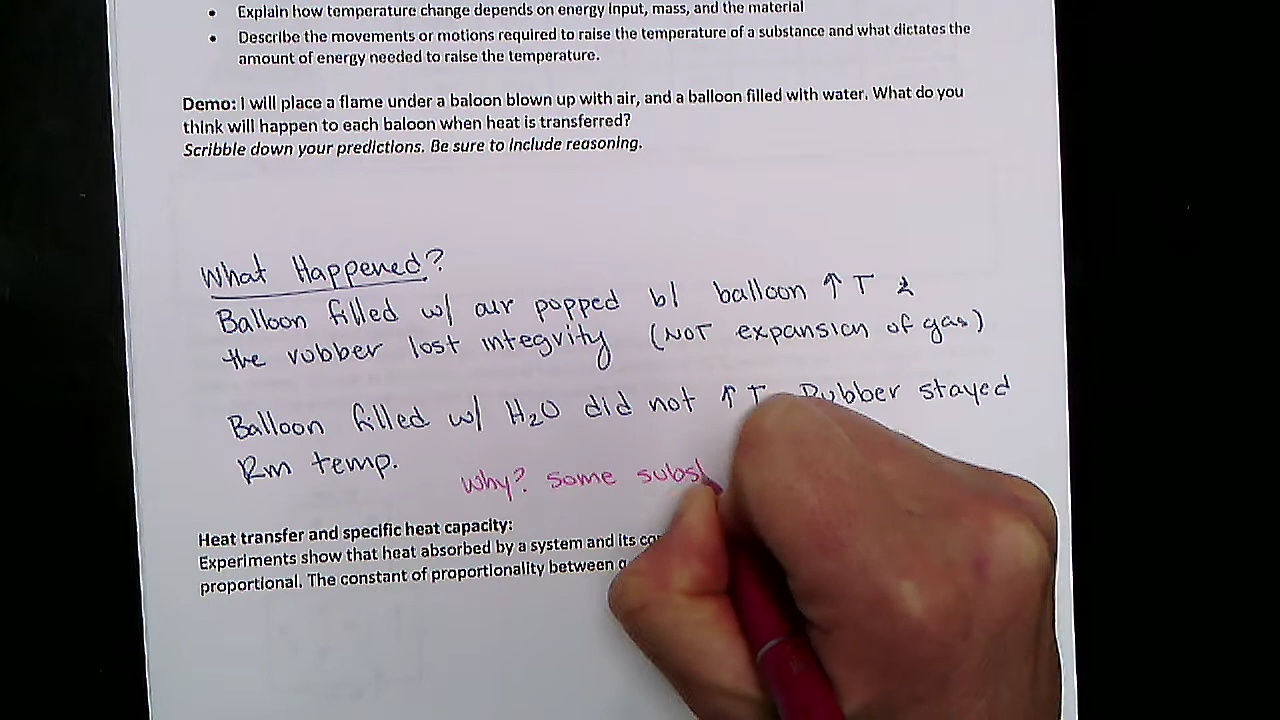 • Explain how temperature change depends on energy input, mass, and the material
• Describe the movements or motions required to raise the temperature of a substance and what dictates the
amount of energy needed to raise the temperature.
Demo: I will place a flame under a baloon blown up with air, and a balloon filled with water. What do you
think will happen to each baloon when heat is transferred?
Scribble down your predictions. Be sure to include reasoning.
What Happened?
Balloon filled w/ air popped b/ balloon ↑ T &
the rubber lost integrity (NOT expansion of gas)
Balloon filled w/ H₂O did not ↑ T Rubber stayed
Rm temp.
Why? some subst
Heat transfer and specific heat capacity:
Experiments show that heat absorbed by a system and its
proportional. The constant of proportionality between